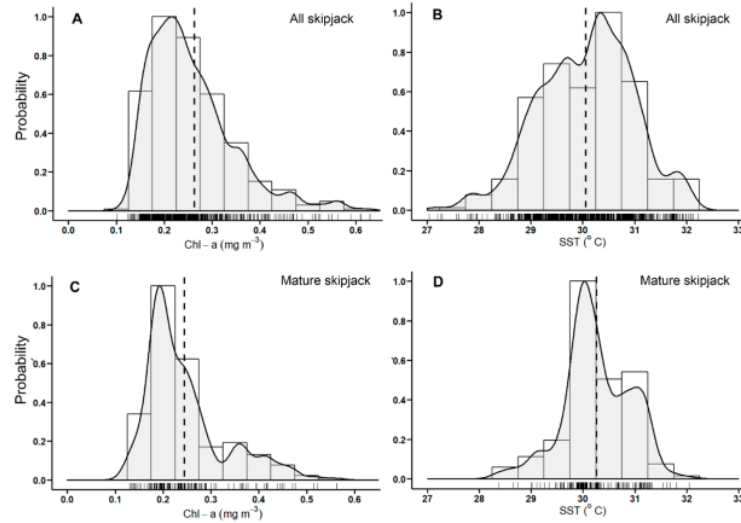 A
All skipjack
Probability
1.0
0.8
0.6
0.4
0.2
0.0
0.0 0.1 0.2 0.3 0.4 0.5 0.6
Chl – a (mg m⁻³)
B
All skipjack
1.0
0.8
0.6
0.4
0.2
0.0
27 28 29 30 31 32 33
SST (° C)
C
Mature skipjack
Probability
1.0
0.8
0.6
0.4
0.2
0.0
0.0 0.1 0.2 0.3 0.4 0.5 0.6
Chl – a (mg m⁻³)
D
Mature skipjack
1.0
0.8
0.6
0.4
0.2
0.0
27 28 29 30 31 32 33
SST (° C)